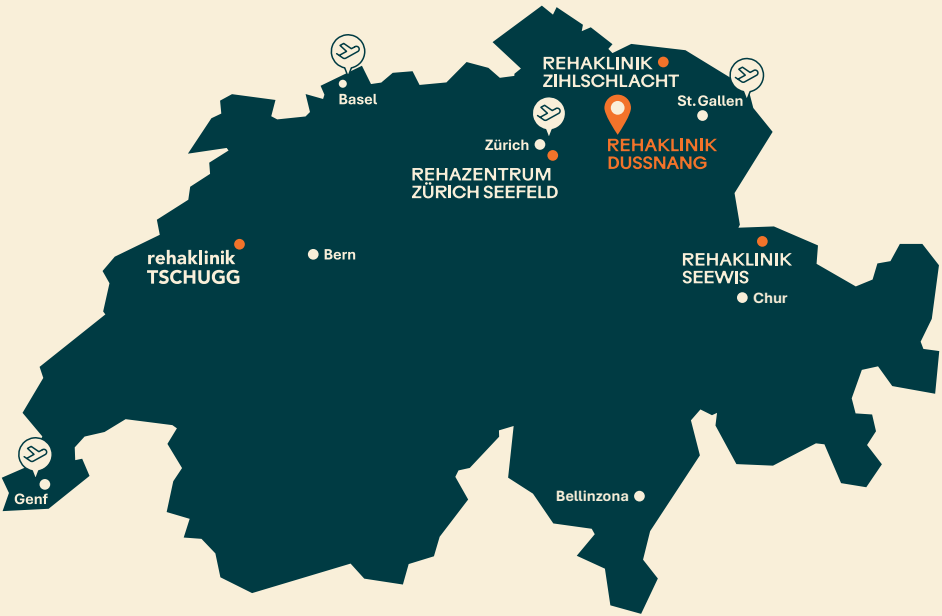 REHAKLINIK
ZIHLSCHLACHT
Basel
St. Gallen
Zürich
REHAKLINIK
DUSSNANG
REHAZENTRUM
ZÜRICH SEEFELD
rehaklinik
TSCHUGG
Bern
REHAKLINIK
SEEWIS
Chur
Genf
Bellinzona